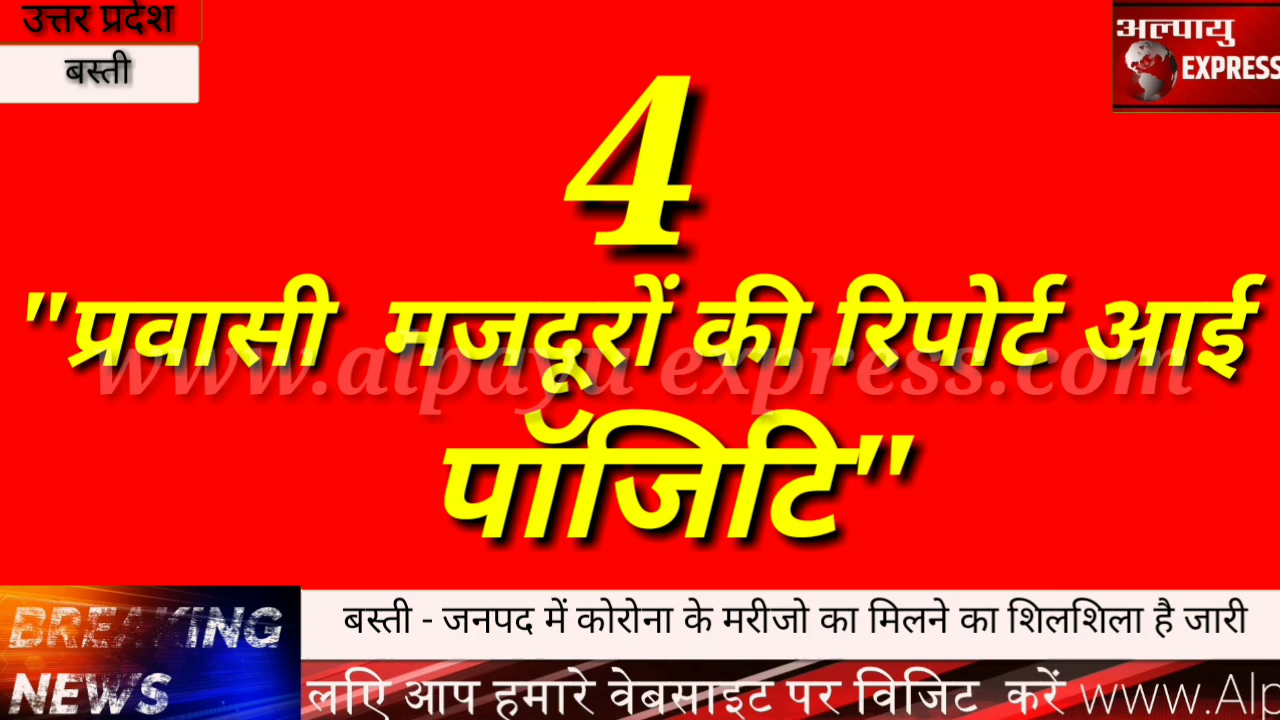 उत्तर प्रदेश
बस्ती
अल्पायु
EXPRESS
4
"प्रवासी मजदूरों की रिपोर्ट आई
www.alpayu express.com
पॉजिटि"
BREAKING
NEWS
बस्ती - जनपद में कोरोना के मरीजो का मिलने का शिलशिला है जारी
लिए आप हमारे वेबसाइट पर विजिट करें www.Alp